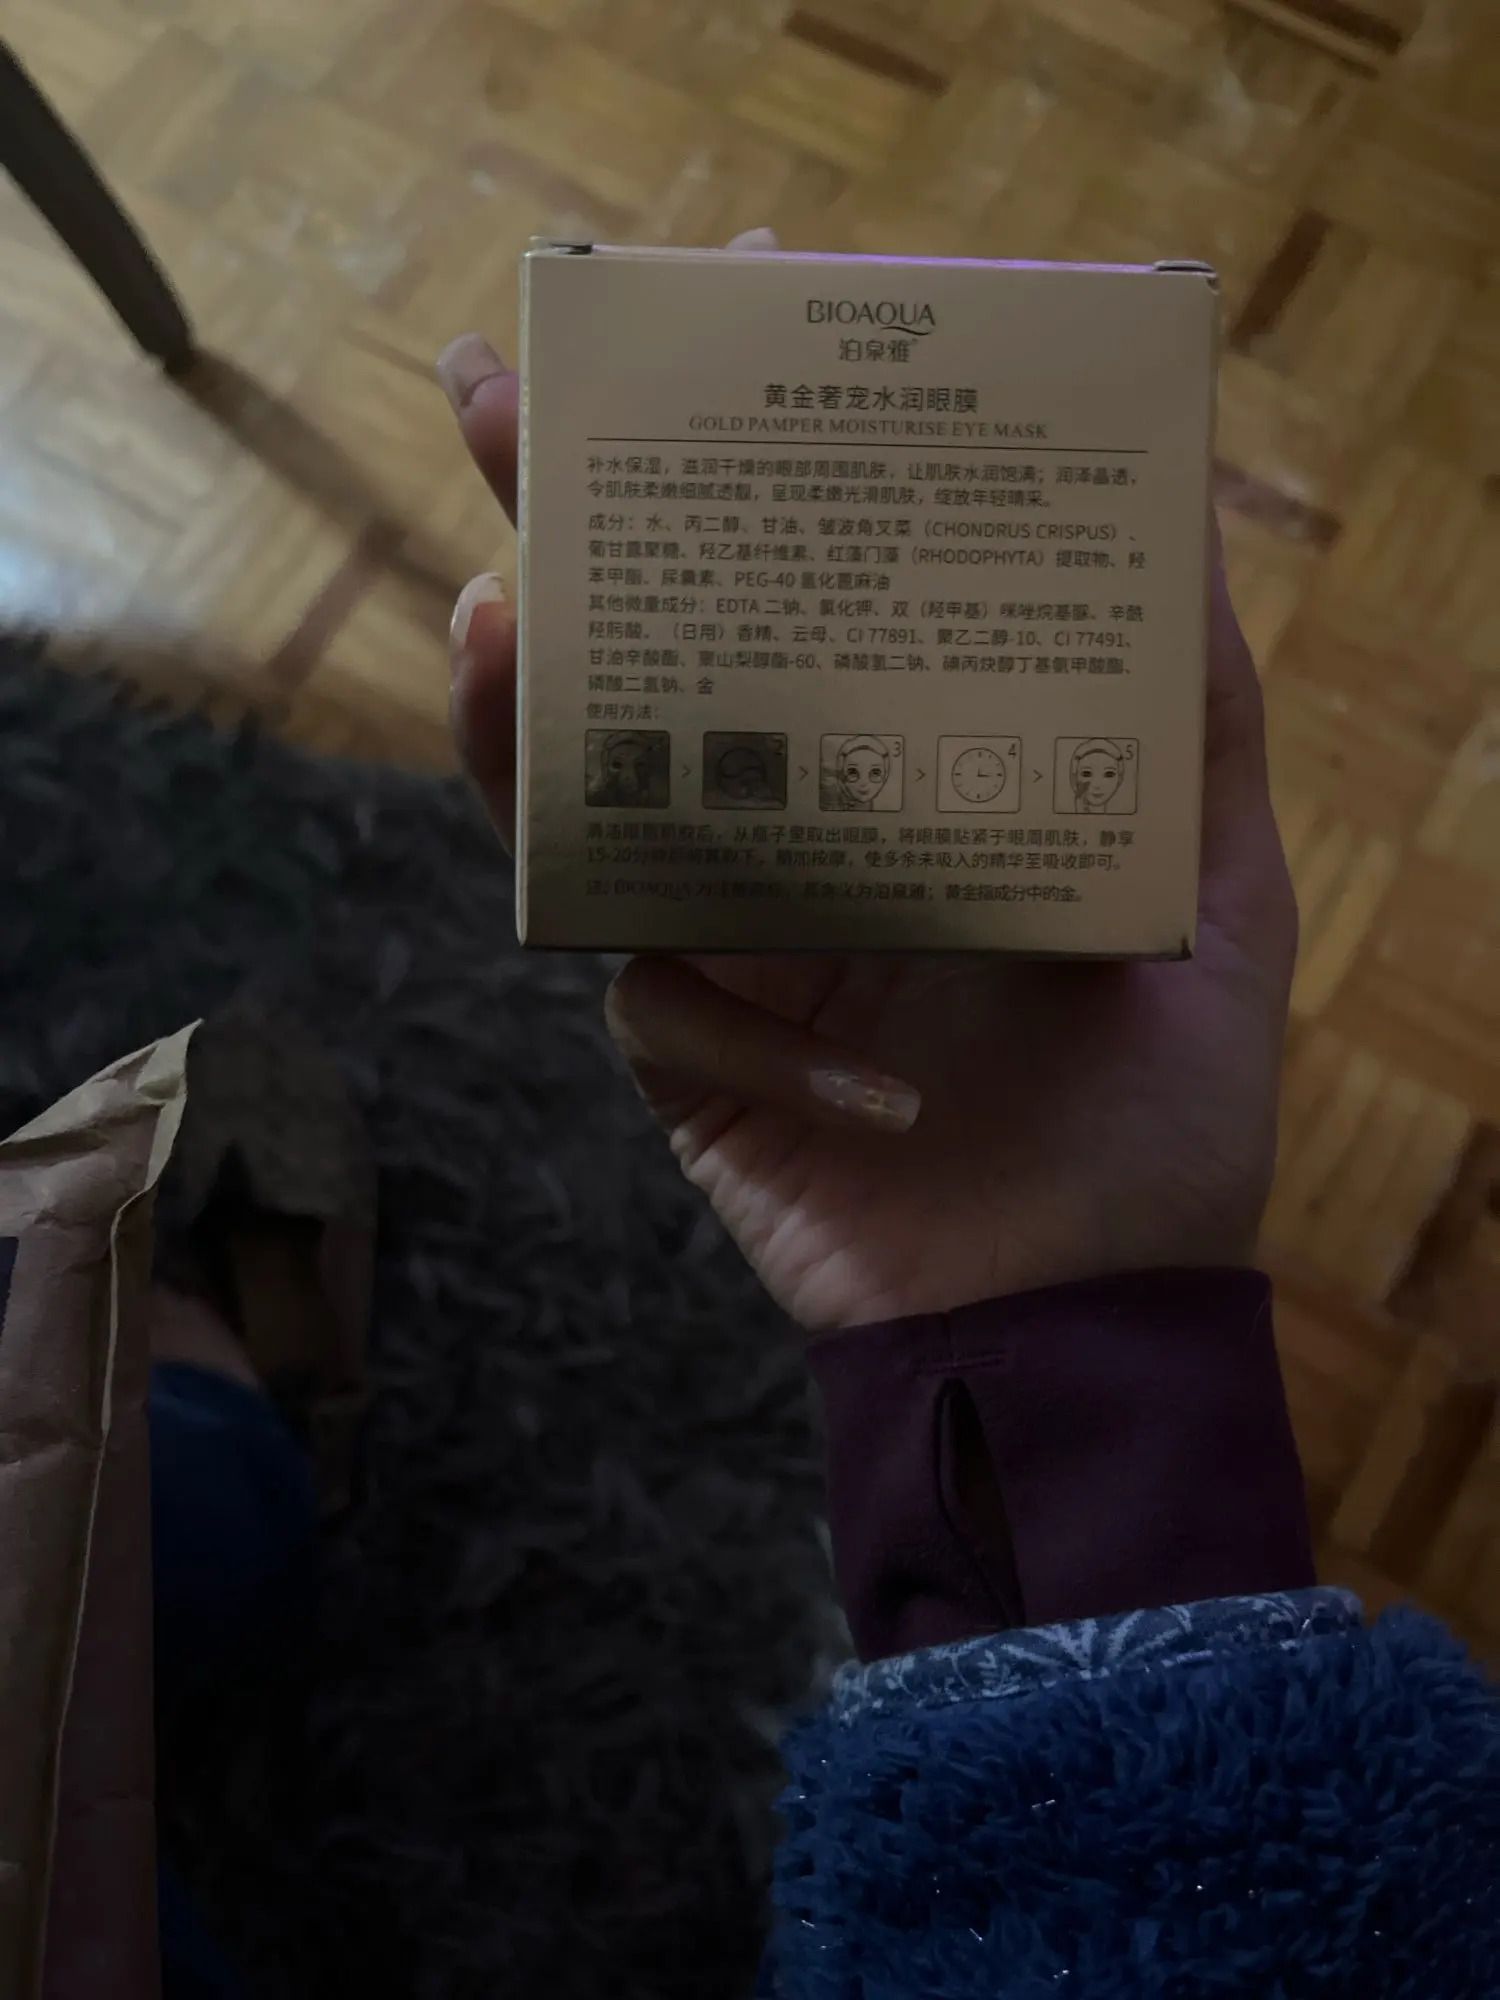 BIOAQUA
泊泉雅®
黄金奢宠水润眼膜
GOLD PAMPER MOISTURISE EYE MASK
补水保湿，滋润干燥的眼部周围肌肤，让肌肤水润饱满；润泽晶透，
令肌肤柔嫩细腻透靓，呈现柔嫩光滑肌肤，绽放年轻睛采。
成分：水、丙二醇、甘油、皱波角叉菜（CHONDRUS CRISPUS）、
葡甘露聚糖、羟乙基纤维素、红藻门藻（RHODOPHYTA）提取物、羟
苯甲酯、尿囊素、PEG-40 氢化蓖麻油
其他微量成分：EDTA 二钠、氯化钾、双（羟甲基）咪唑烷基脲、辛酰
羟肟酸、（日用）香精、云母、CI 77891、聚乙二醇-10、CI 77491、
甘油辛酸酯、聚山梨醇酯-60、磷酸氢二钠、碘丙炔醇丁基氨甲酸酯、
磷酸二氢钠、金
使用方法：
2
3
4
5
清洁眼部肌肤后，从瓶子里取出眼膜，将眼膜贴紧于眼周肌肤，静享
15-20分钟后将其取下，稍加按摩，使多余未吸入的精华至吸收即可。
注：BIOAQUA 为注册商标，其含义为泊泉雅；黄金指成分中的金。